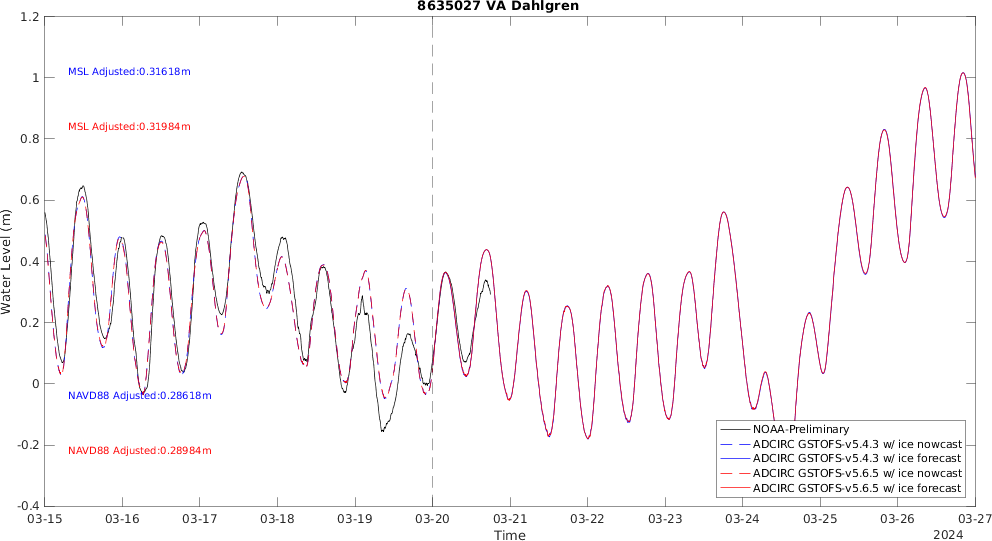 8635027 VA Dahlgren
1.2
1
0.8
0.6
0.4
0.2
0
-0.2
-0.4
Water Level (m)
MSL Adjusted:0.31618m
MSL Adjusted:0.31984m
NAVD88 Adjusted:0.28618m
NAVD88 Adjusted:0.28984m
NOAA-Preliminary
ADCIRC GSTOFS-v5.4.3 w/ ice nowcast
ADCIRC GSTOFS-v5.4.3 w/ ice forecast
ADCIRC GSTOFS-v5.6.5 w/ ice nowcast
ADCIRC GSTOFS-v5.6.5 w/ ice forecast
03-15 03-16 03-17 03-18 03-19 03-20 03-21 03-22 03-23 03-24 03-25 03-26 03-27
Time
2024